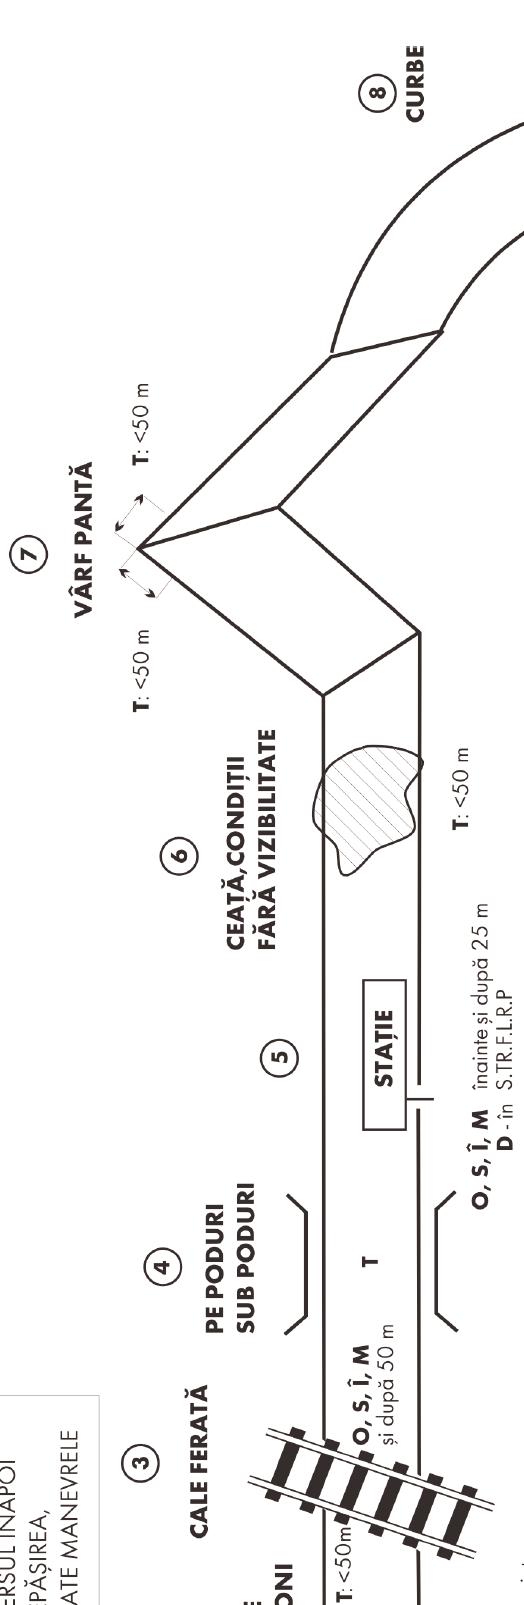 ERSUL ÎNAPOI
PĂȘIREA,
ATE MANEVRELE
ONI
T: <50m
3
CALE FERATĂ
O, S, Î, M
și după 50 m
4
PE PODURI
SUB PODURI
T
5
STAȚIE
O, S, Î, M înainte și după 25 m
D - în S.TR.F.L.R.P
6
CEAȚĂ,CONDIȚII
FĂRĂ VIZIBILITATE
T: <50 m
7
VÂRF PANTĂ
T: <50 m
T: <50 m
8
CURBE